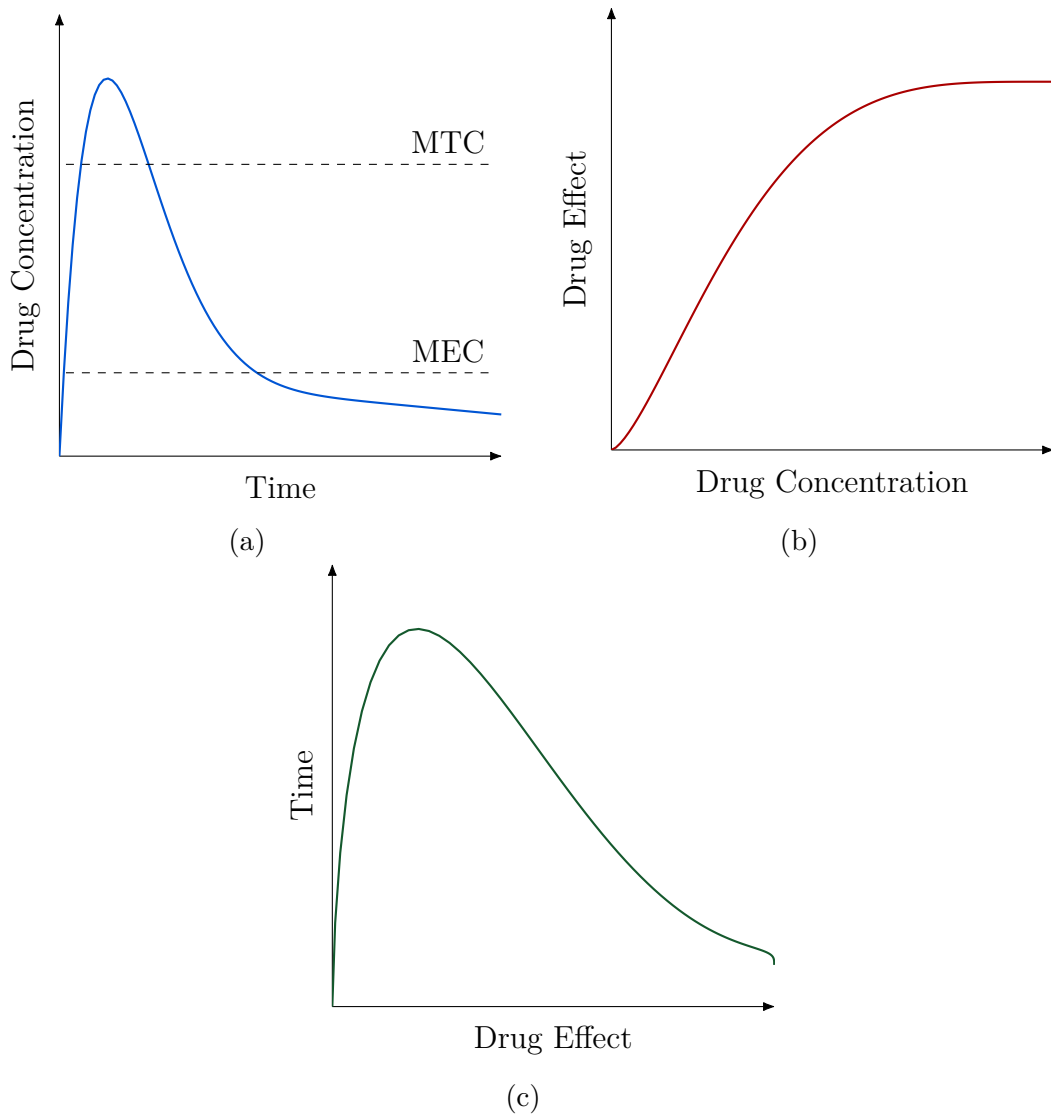 Drug Concentration
MTC
MEC
Time
(a)
Drug Effect
Drug Concentration
(b)
Time
Drug Effect
(c)